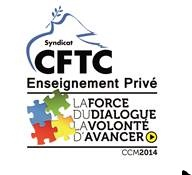 Syndicat
CFTC
Enseignement Privé
LA FORCE
DU DIALOGUE
LA VOLONTÉ
D'AVANCER
CCM2014